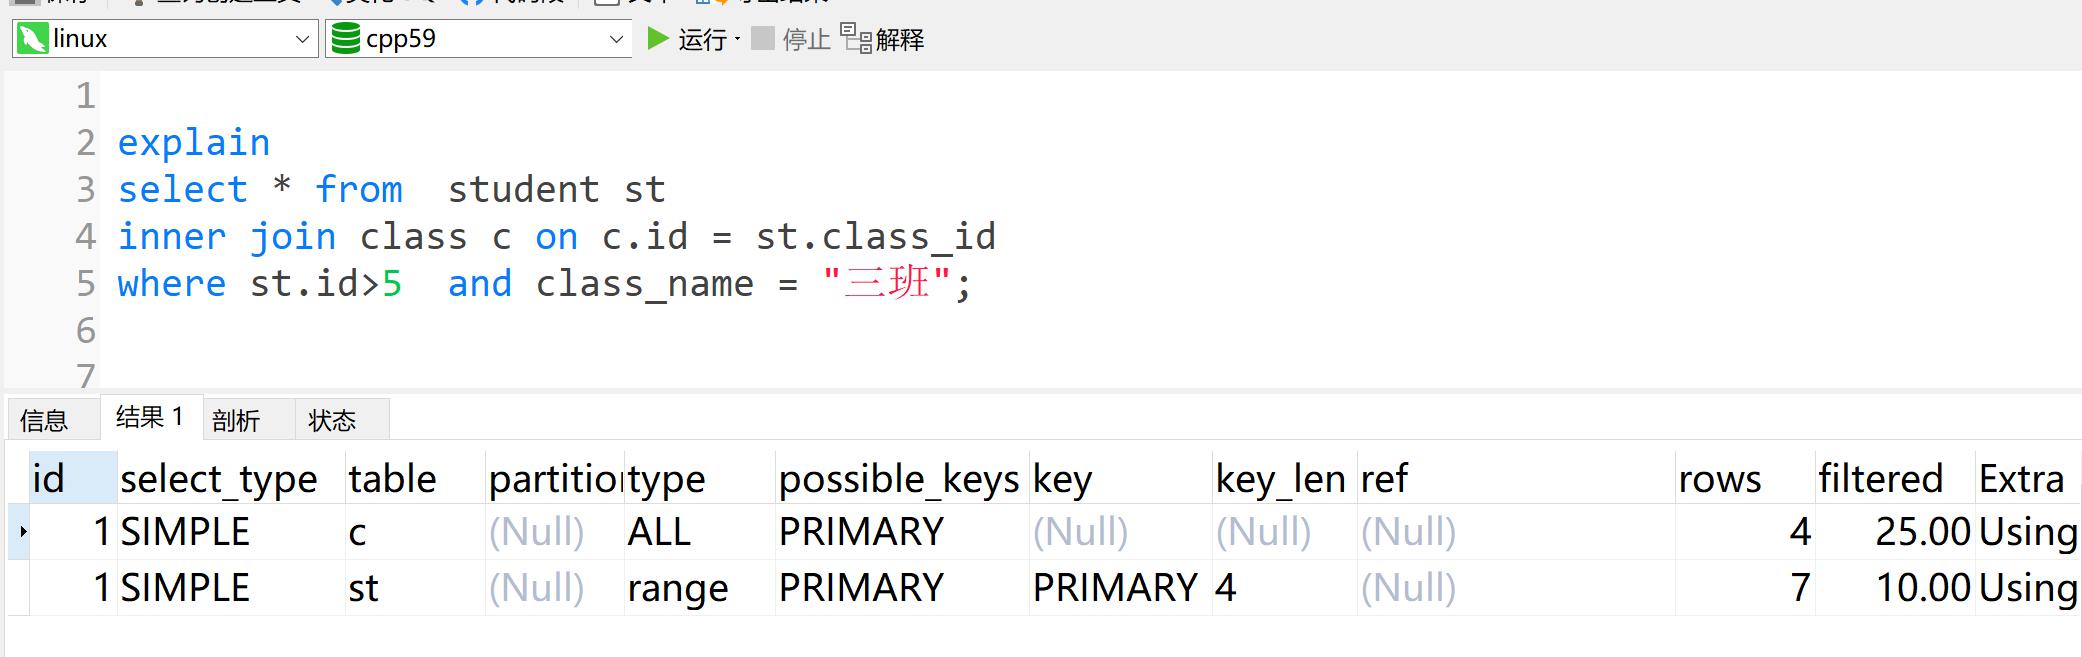 linux cpp59 运行 停止 解释
1
2 explain
3 select * from  student st
4 inner join class c on c.id = st.class_id
5 where st.id>5  and class_name = "三班";
6
7
信息 结果 1 剖析 状态
id select_type table partition type possible_keys key key_len ref rows filtered Extra
1 SIMPLE c (Null) ALL PRIMARY (Null) (Null) (Null) 4 25.00 Using
1 SIMPLE st (Null) range PRIMARY PRIMARY 4 (Null) 7 10.00 Using